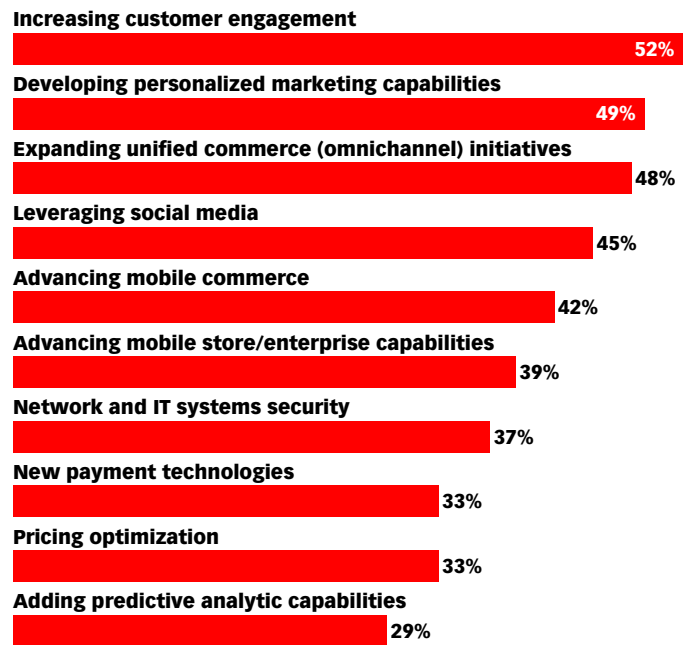 Increasing customer engagement
52%
Developing personalized marketing capabilities
49%
Expanding unified commerce (omnichannel) initiatives
48%
Leveraging social media
45%
Advancing mobile commerce
42%
Advancing mobile store/enterprise capabilities
39%
Network and IT systems security
37%
New payment technologies
33%
Pricing optimization
33%
Adding predictive analytic capabilities
29%